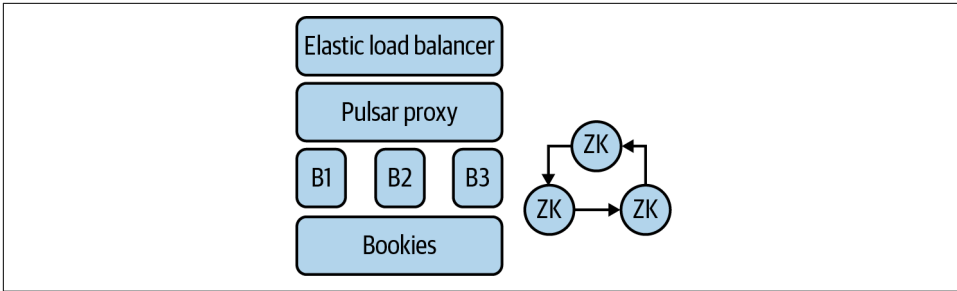 Elastic load balancer
Pulsar proxy
B1 B2 B3
Bookies
ZK
ZK ZK